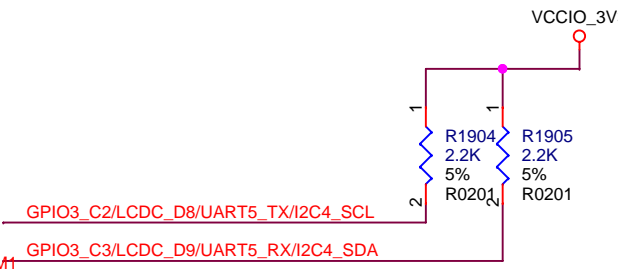 VCCIO_3V
1
1
R1904
R1905
2.2K
2.2K
5%
5%
R0201
R0201
2
2
GPIO3_C2/LCDC_D8/UART5_TX/I2C4_SCL
GPIO3_C3/LCDC_D9/UART5_RX/I2C4_SDA
M1